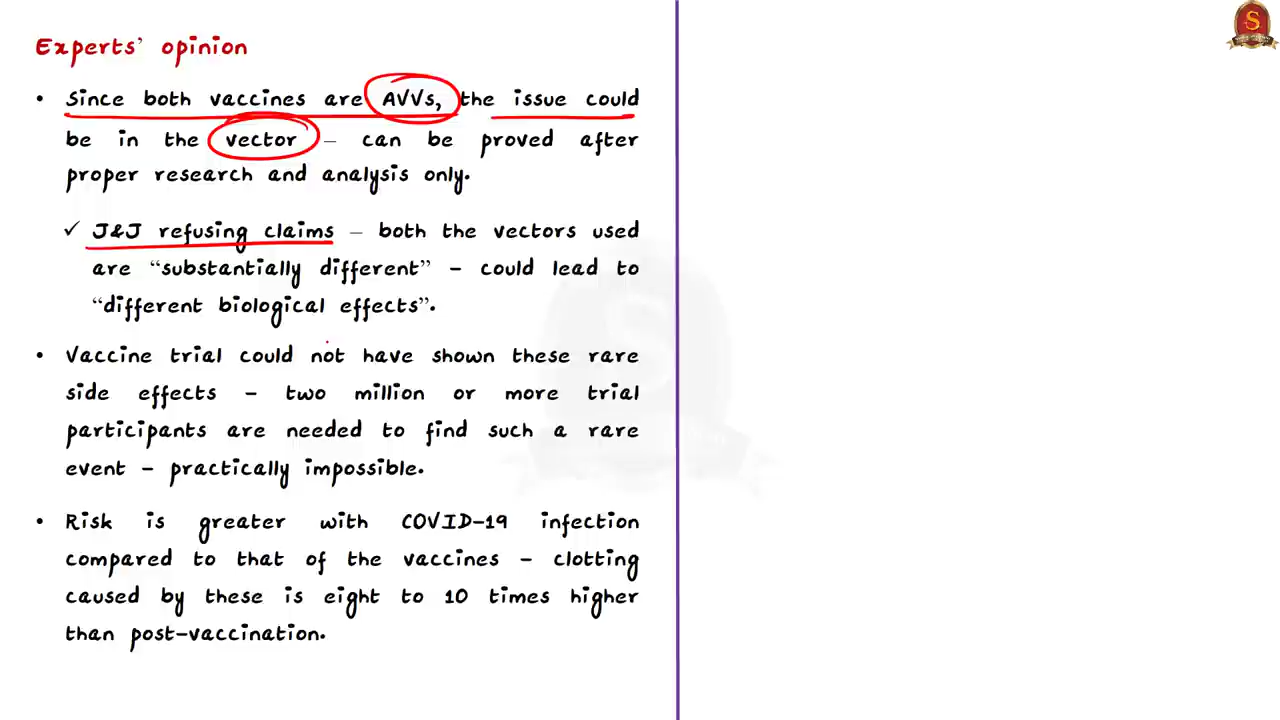 Experts' opinion
• Since both vaccines are AVVs, the issue could
be in the vector – can be proved after
proper research and analysis only.
✓ J&J refusing claims – both the vectors used
are “substantially different” – could lead to
“different biological effects”.
• Vaccine trial could not have shown these rare
side effects – two million or more trial
participants are needed to find such a rare
event – practically impossible.
• Risk is greater with COVID-19 infection
compared to that of the vaccines – clotting
caused by these is eight to 10 times higher
than post-vaccination.
S